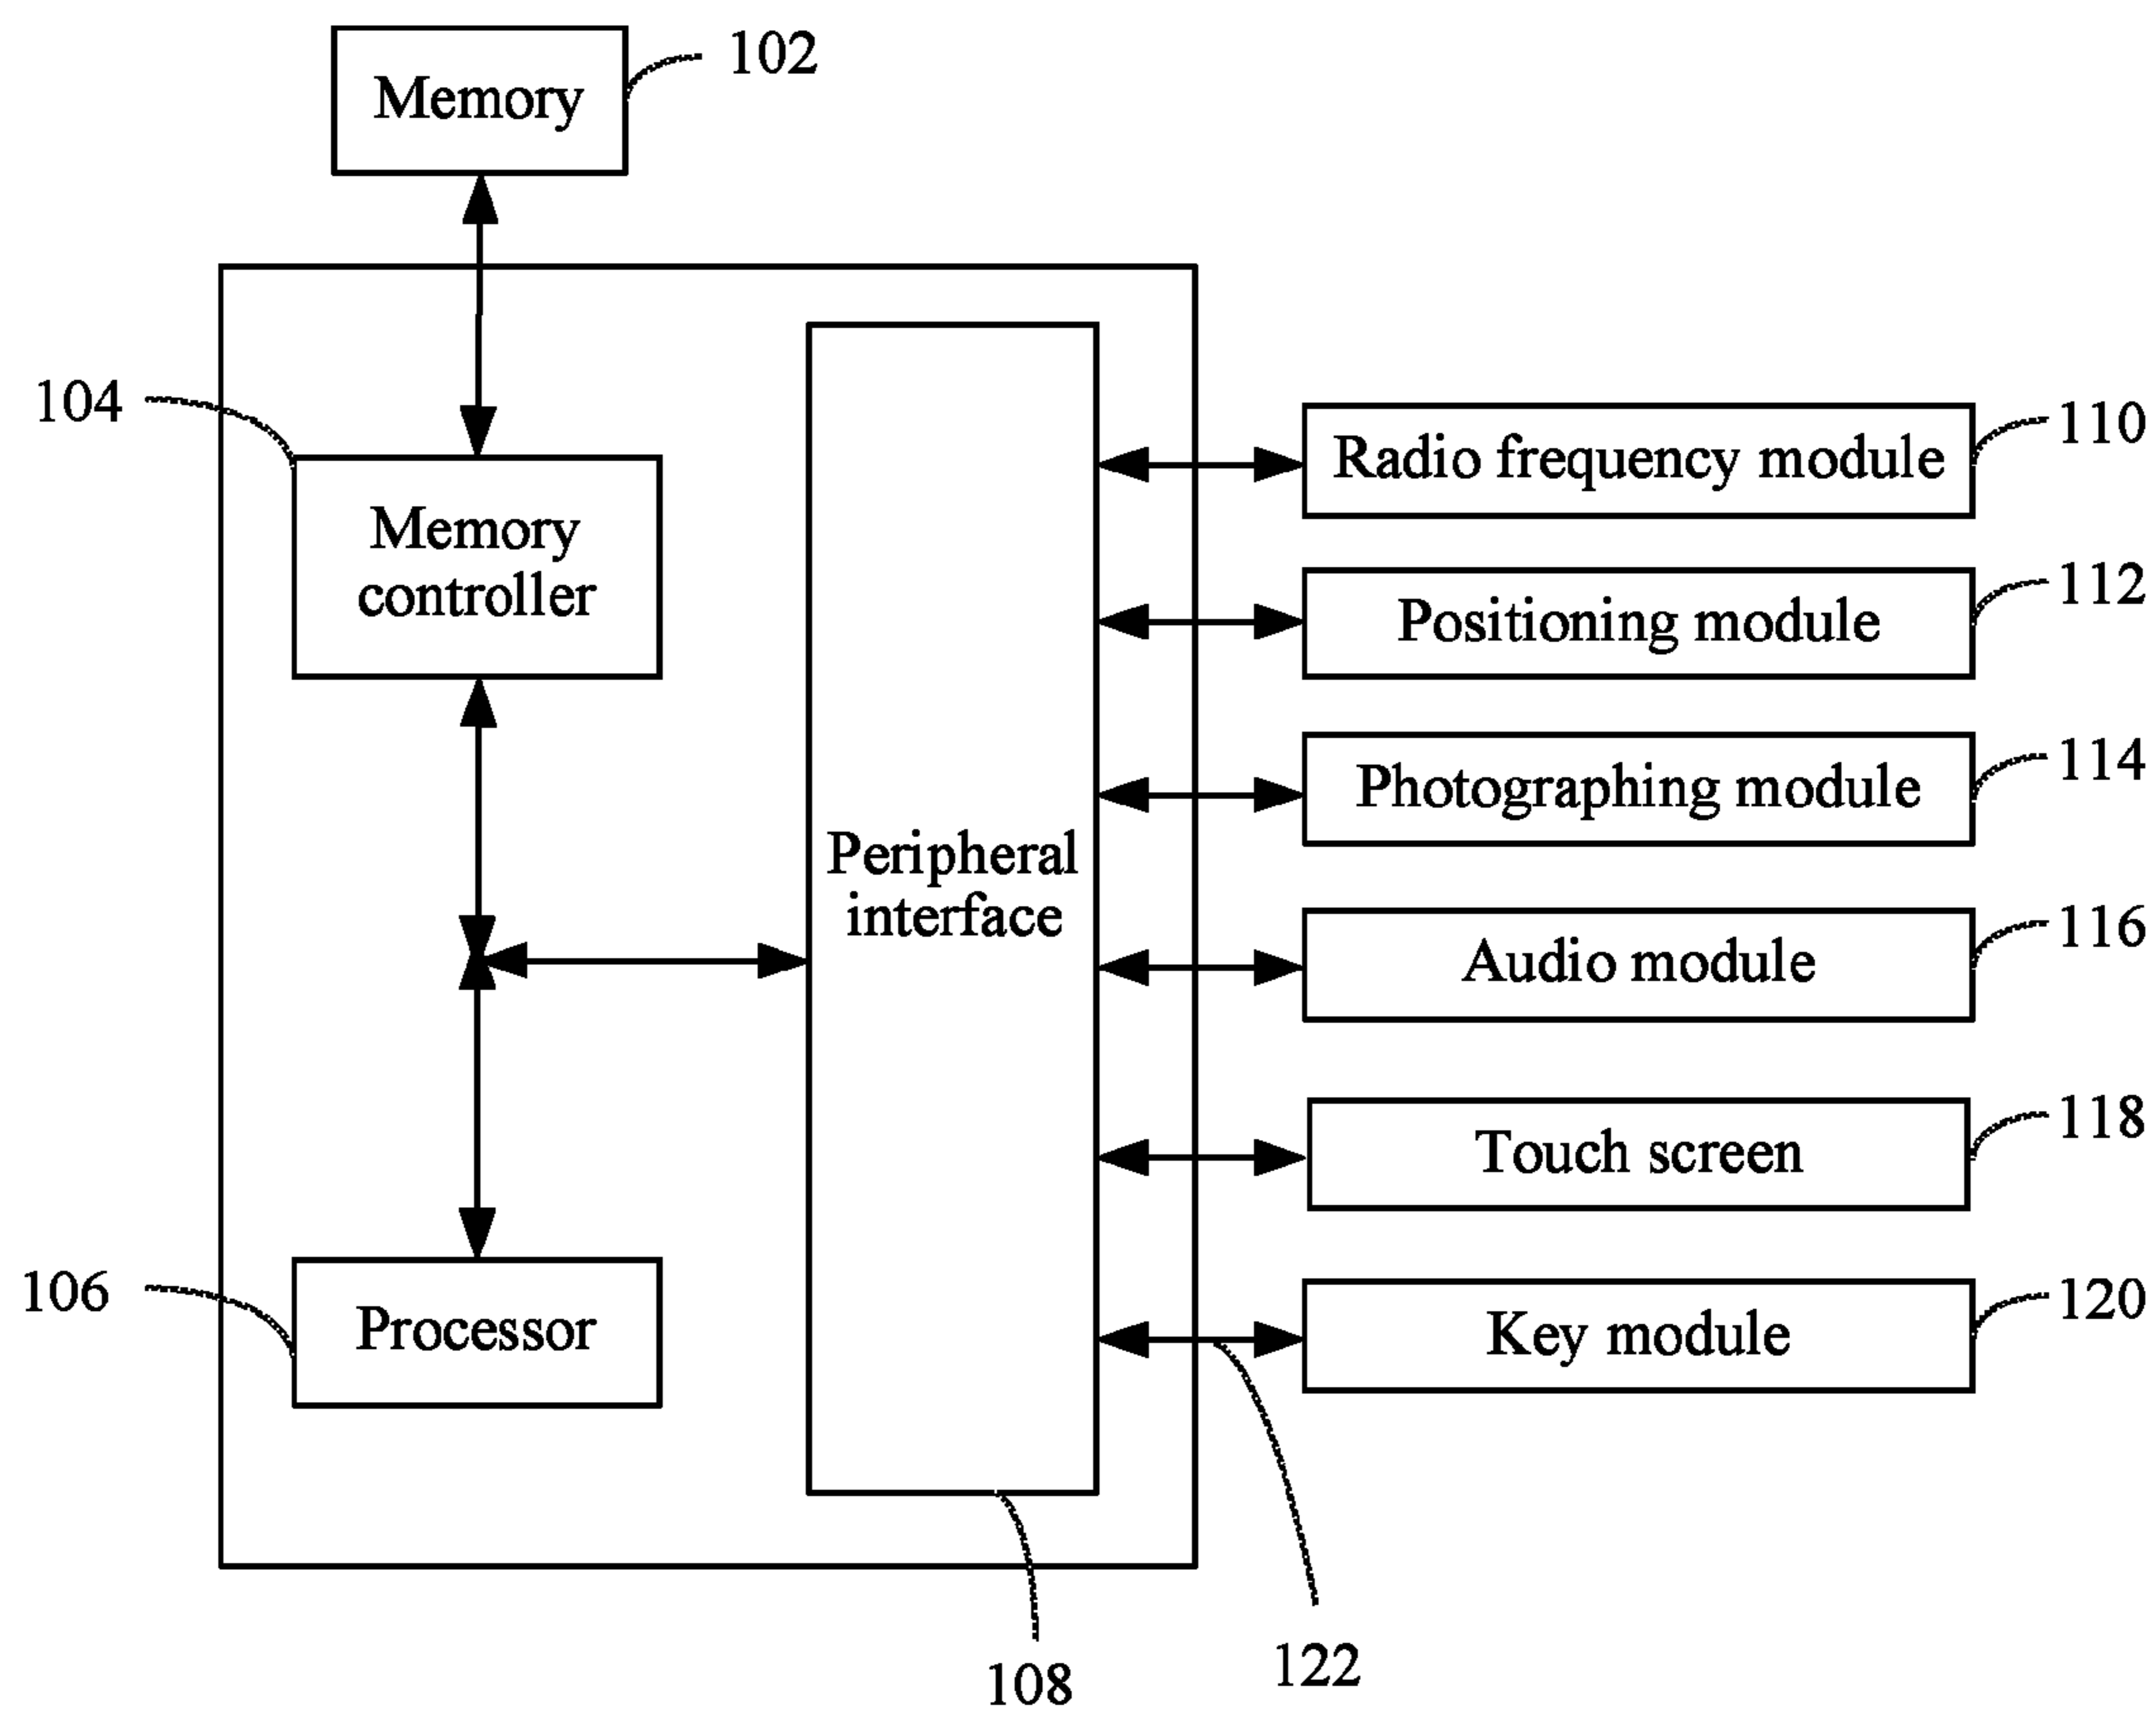 Memory
102
104
Memory
controller
Peripheral
interface
Processor
106
108
122
Radio frequency module
110
Positioning module
112
Photographing module
114
Audio module
116
Touch screen
118
Key module
120